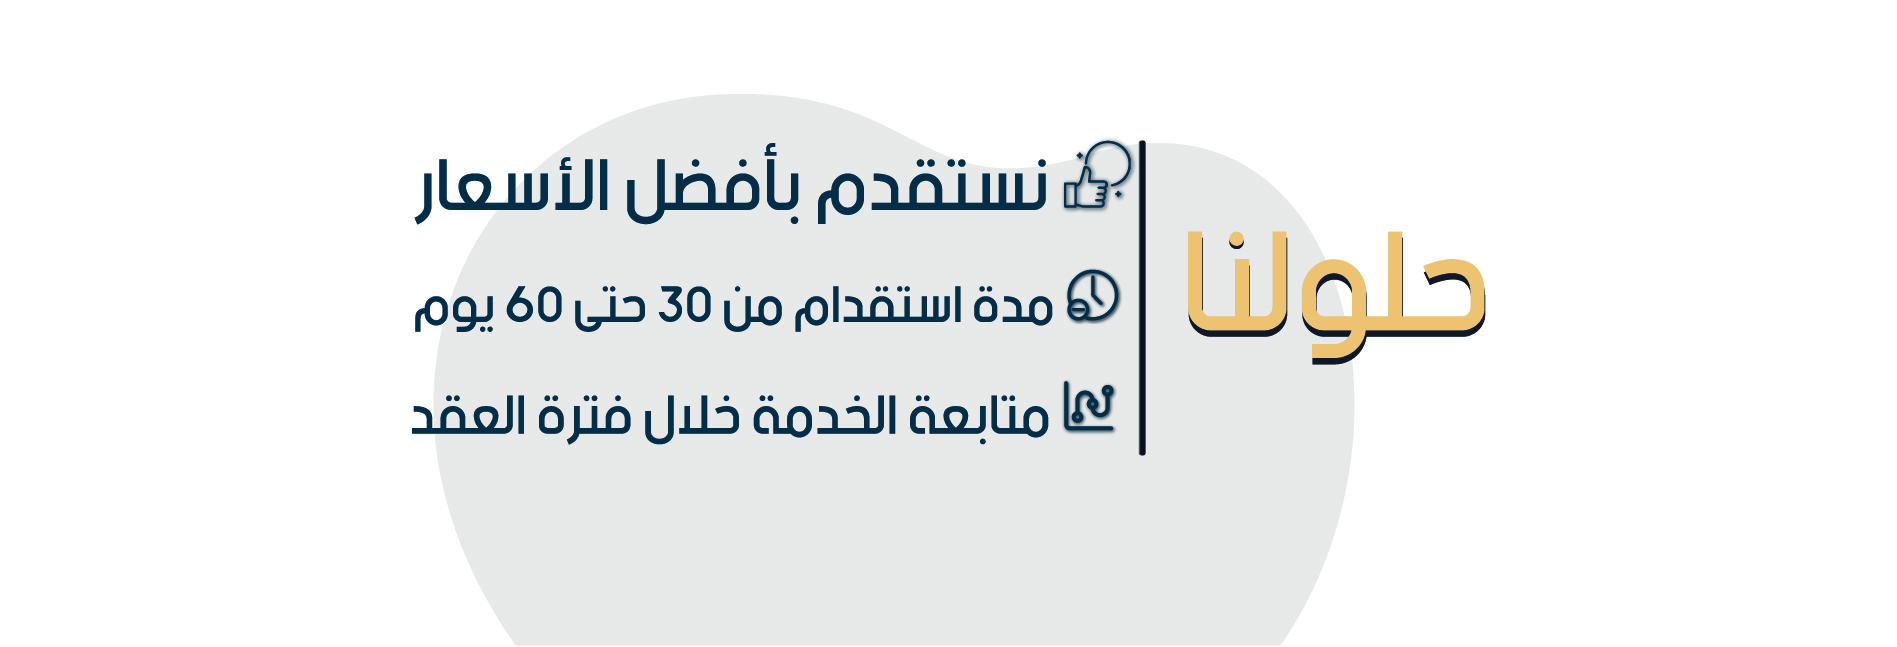 حلولنا
نستقدم بأفضل الأسعار
مدة استقدام من 30 حتى 60 يوم
متابعة الخدمة خلال فترة العقد